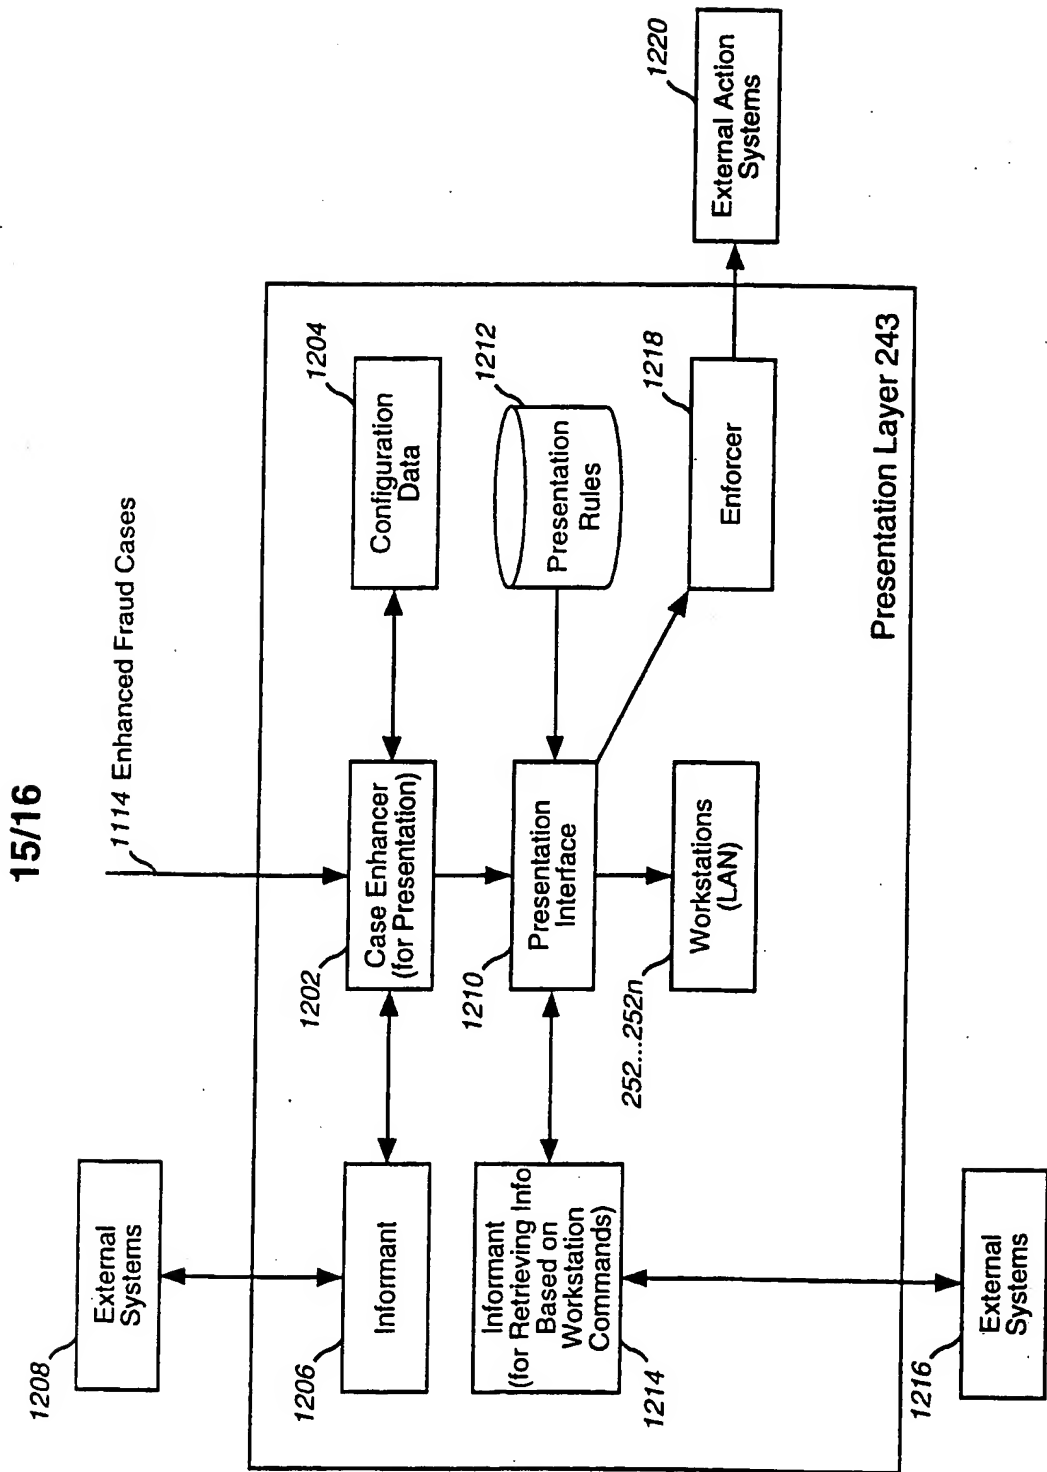 15/16
1114 Enhanced Fraud Cases
1208
External
Systems
1206
Informant
1202
Case Enhancer
(for Presentation)
1204
Configuration
Data
1214
Informant
(for Retrieving Info
Based on
Workstation
Commands)
1210
Presentation
Interface
1212
Presentation
Rules
252...252n
Workstations
(LAN)
1218
Enforcer
1220
External Action
Systems
1216
External
Systems
Presentation Layer 243